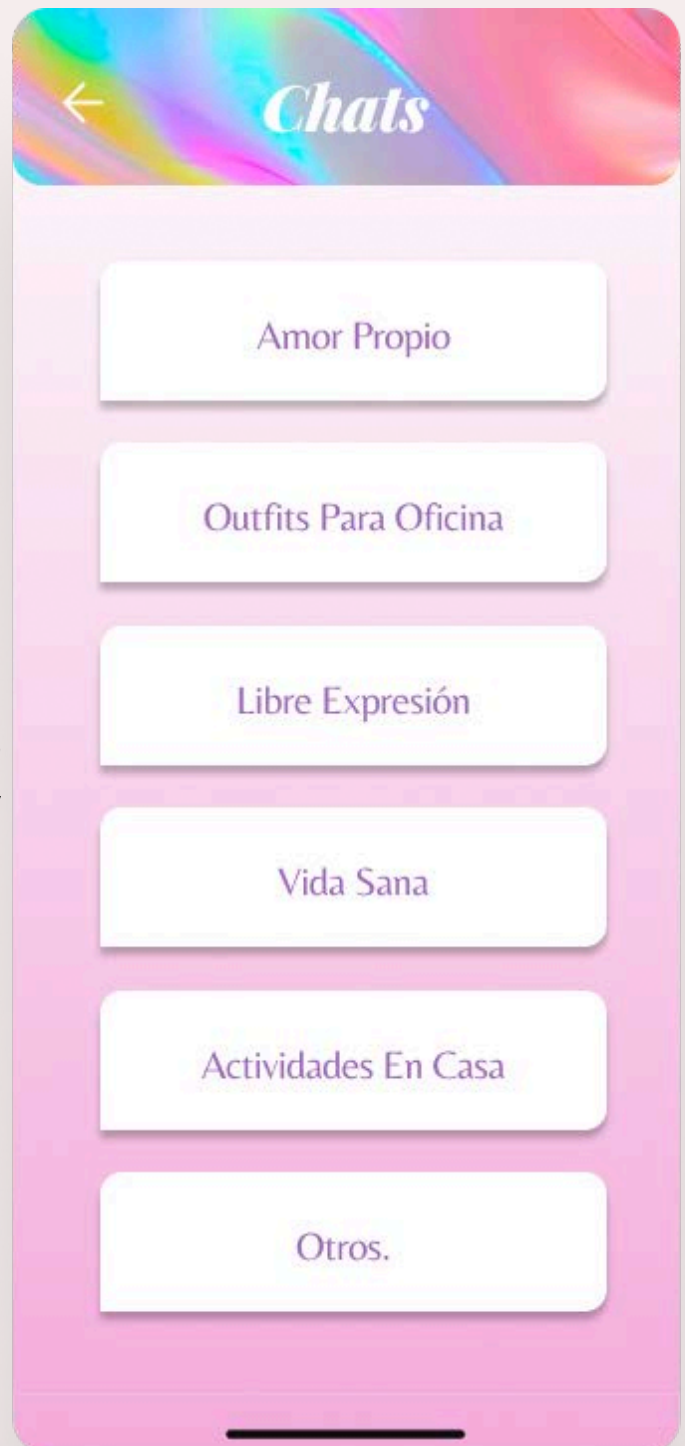 Chats
Amor Propio
Outfits Para Oficina
Libre Expresión
Vida Sana
Actividades En Casa
Otros.